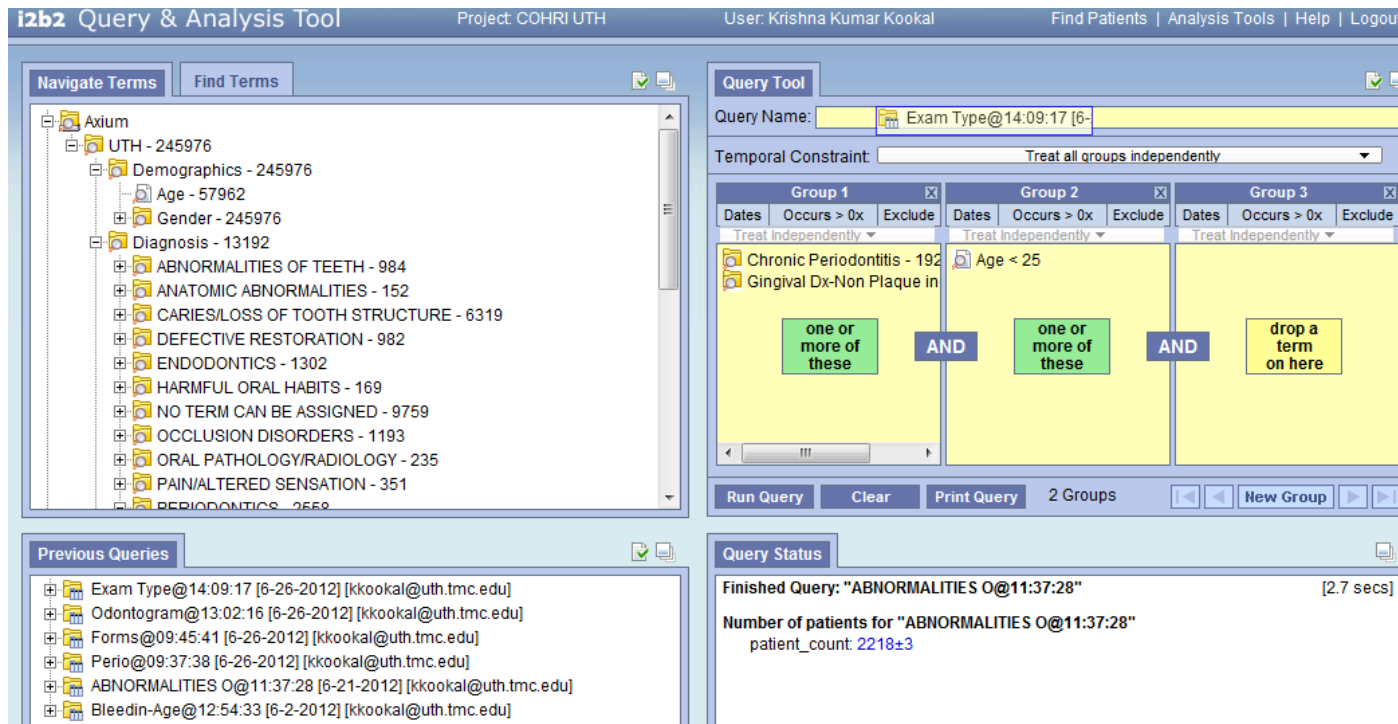 i2b2 Query & Analysis Tool Project: COHRI UTH User: Krishna Kumar Kookal Find Patients | Analysis Tools | Help | Logou
Navigate Terms Find Terms
Axium
UTH - 245976
Demographics - 245976
Age - 57962
Gender - 245976
Diagnosis - 13192
ABNORMALITIES OF TEETH - 984
ANATOMIC ABNORMALITIES - 152
CARIES/LOSS OF TOOTH STRUCTURE - 6319
DEFECTIVE RESTORATION - 982
ENDODONTICS - 1302
HARMFUL ORAL HABITS - 169
NO TERM CAN BE ASSIGNED - 9759
OCCLUSION DISORDERS - 1193
ORAL PATHOLOGY/RADIOLOGY - 235
PAIN/ALTERED SENSATION - 351
PERIODONTICS - 2558
Query Tool
Query Name: Exam Type@14:09:17 [6-
Temporal Constraint: Treat all groups independently
Group 1 Group 2 Group 3
Dates Occurs > 0x Exclude Dates Occurs > 0x Exclude Dates Occurs > 0x Exclude
Treat Independently Treat Independently Treat Independently
Chronic Periodontitis - 192 Age < 25
Gingival Dx-Non Plaque in
one or more of these AND one or more of these AND drop a term on here
Run Query Clear Print Query 2 Groups New Group
Previous Queries
Exam Type@14:09:17 [6-26-2012] [kkookal@uth.tmc.edu]
Odontogram@13:02:16 [6-26-2012] [kkookal@uth.tmc.edu]
Forms@09:45:41 [6-26-2012] [kkookal@uth.tmc.edu]
Perio@09:37:38 [6-26-2012] [kkookal@uth.tmc.edu]
ABNORMALITIES O@11:37:28 [6-21-2012] [kkookal@uth.tmc.edu]
Bleedin-Age@12:54:33 [6-2-2012] [kkookal@uth.tmc.edu]
Query Status
Finished Query: "ABNORMALITIES O@11:37:28" [2.7 secs]
Number of patients for "ABNORMALITIES O@11:37:28"
patient_count: 2218±3